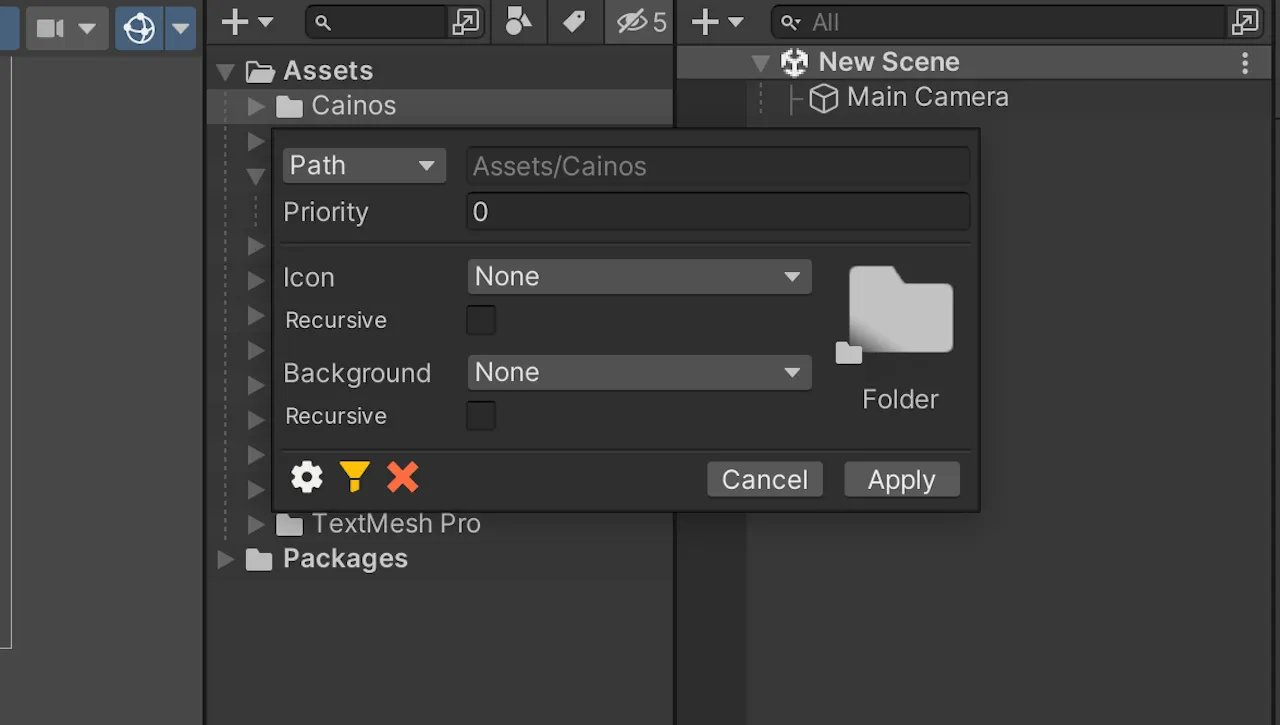 5
All
Assets
New Scene
Cainos
Main Camera
Path
Assets/Cainos
Priority
0
Icon
None
Recursive
Background
None
Recursive
Folder
Cancel
Apply
TextMesh Pro
Packages